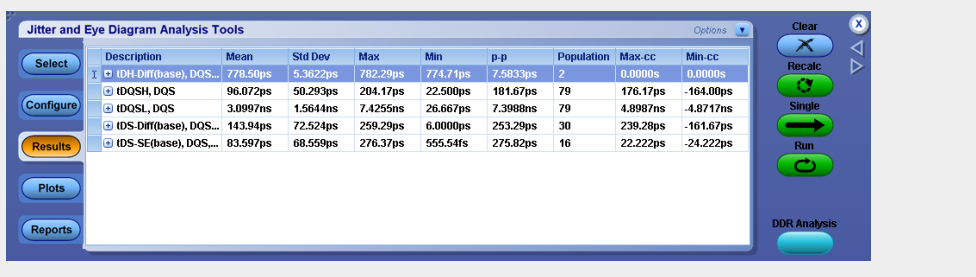 Jitter and Eye Diagram Analysis Tools
Options
Clear
X
Select
Description Mean Std Dev Max Min p-p Population Max-cc Min-cc
tDH-Diff(base), DQS... 778.50ps 5.3622ps 782.29ps 774.71ps 7.5833ps 2 0.0000s 0.0000s
Recalc
Configure
tDQSH, DQS 96.072ps 50.293ps 204.17ps 22.500ps 181.67ps 79 176.17ps -164.00ps
tDQSL, DQS 3.0997ns 1.5644ns 7.4255ns 26.667ps 7.3988ns 79 4.8987ns -4.8717ns
Single
tDS-Diff(base), DQS... 143.94ps 72.524ps 259.29ps 6.0000ps 253.29ps 30 239.28ps -161.67ps
Results
tDS-SE(base), DQS,... 83.597ps 68.559ps 276.37ps 555.54fs 275.82ps 16 22.222ps -24.222ps
Run
Plots
Reports
DDR Analysis